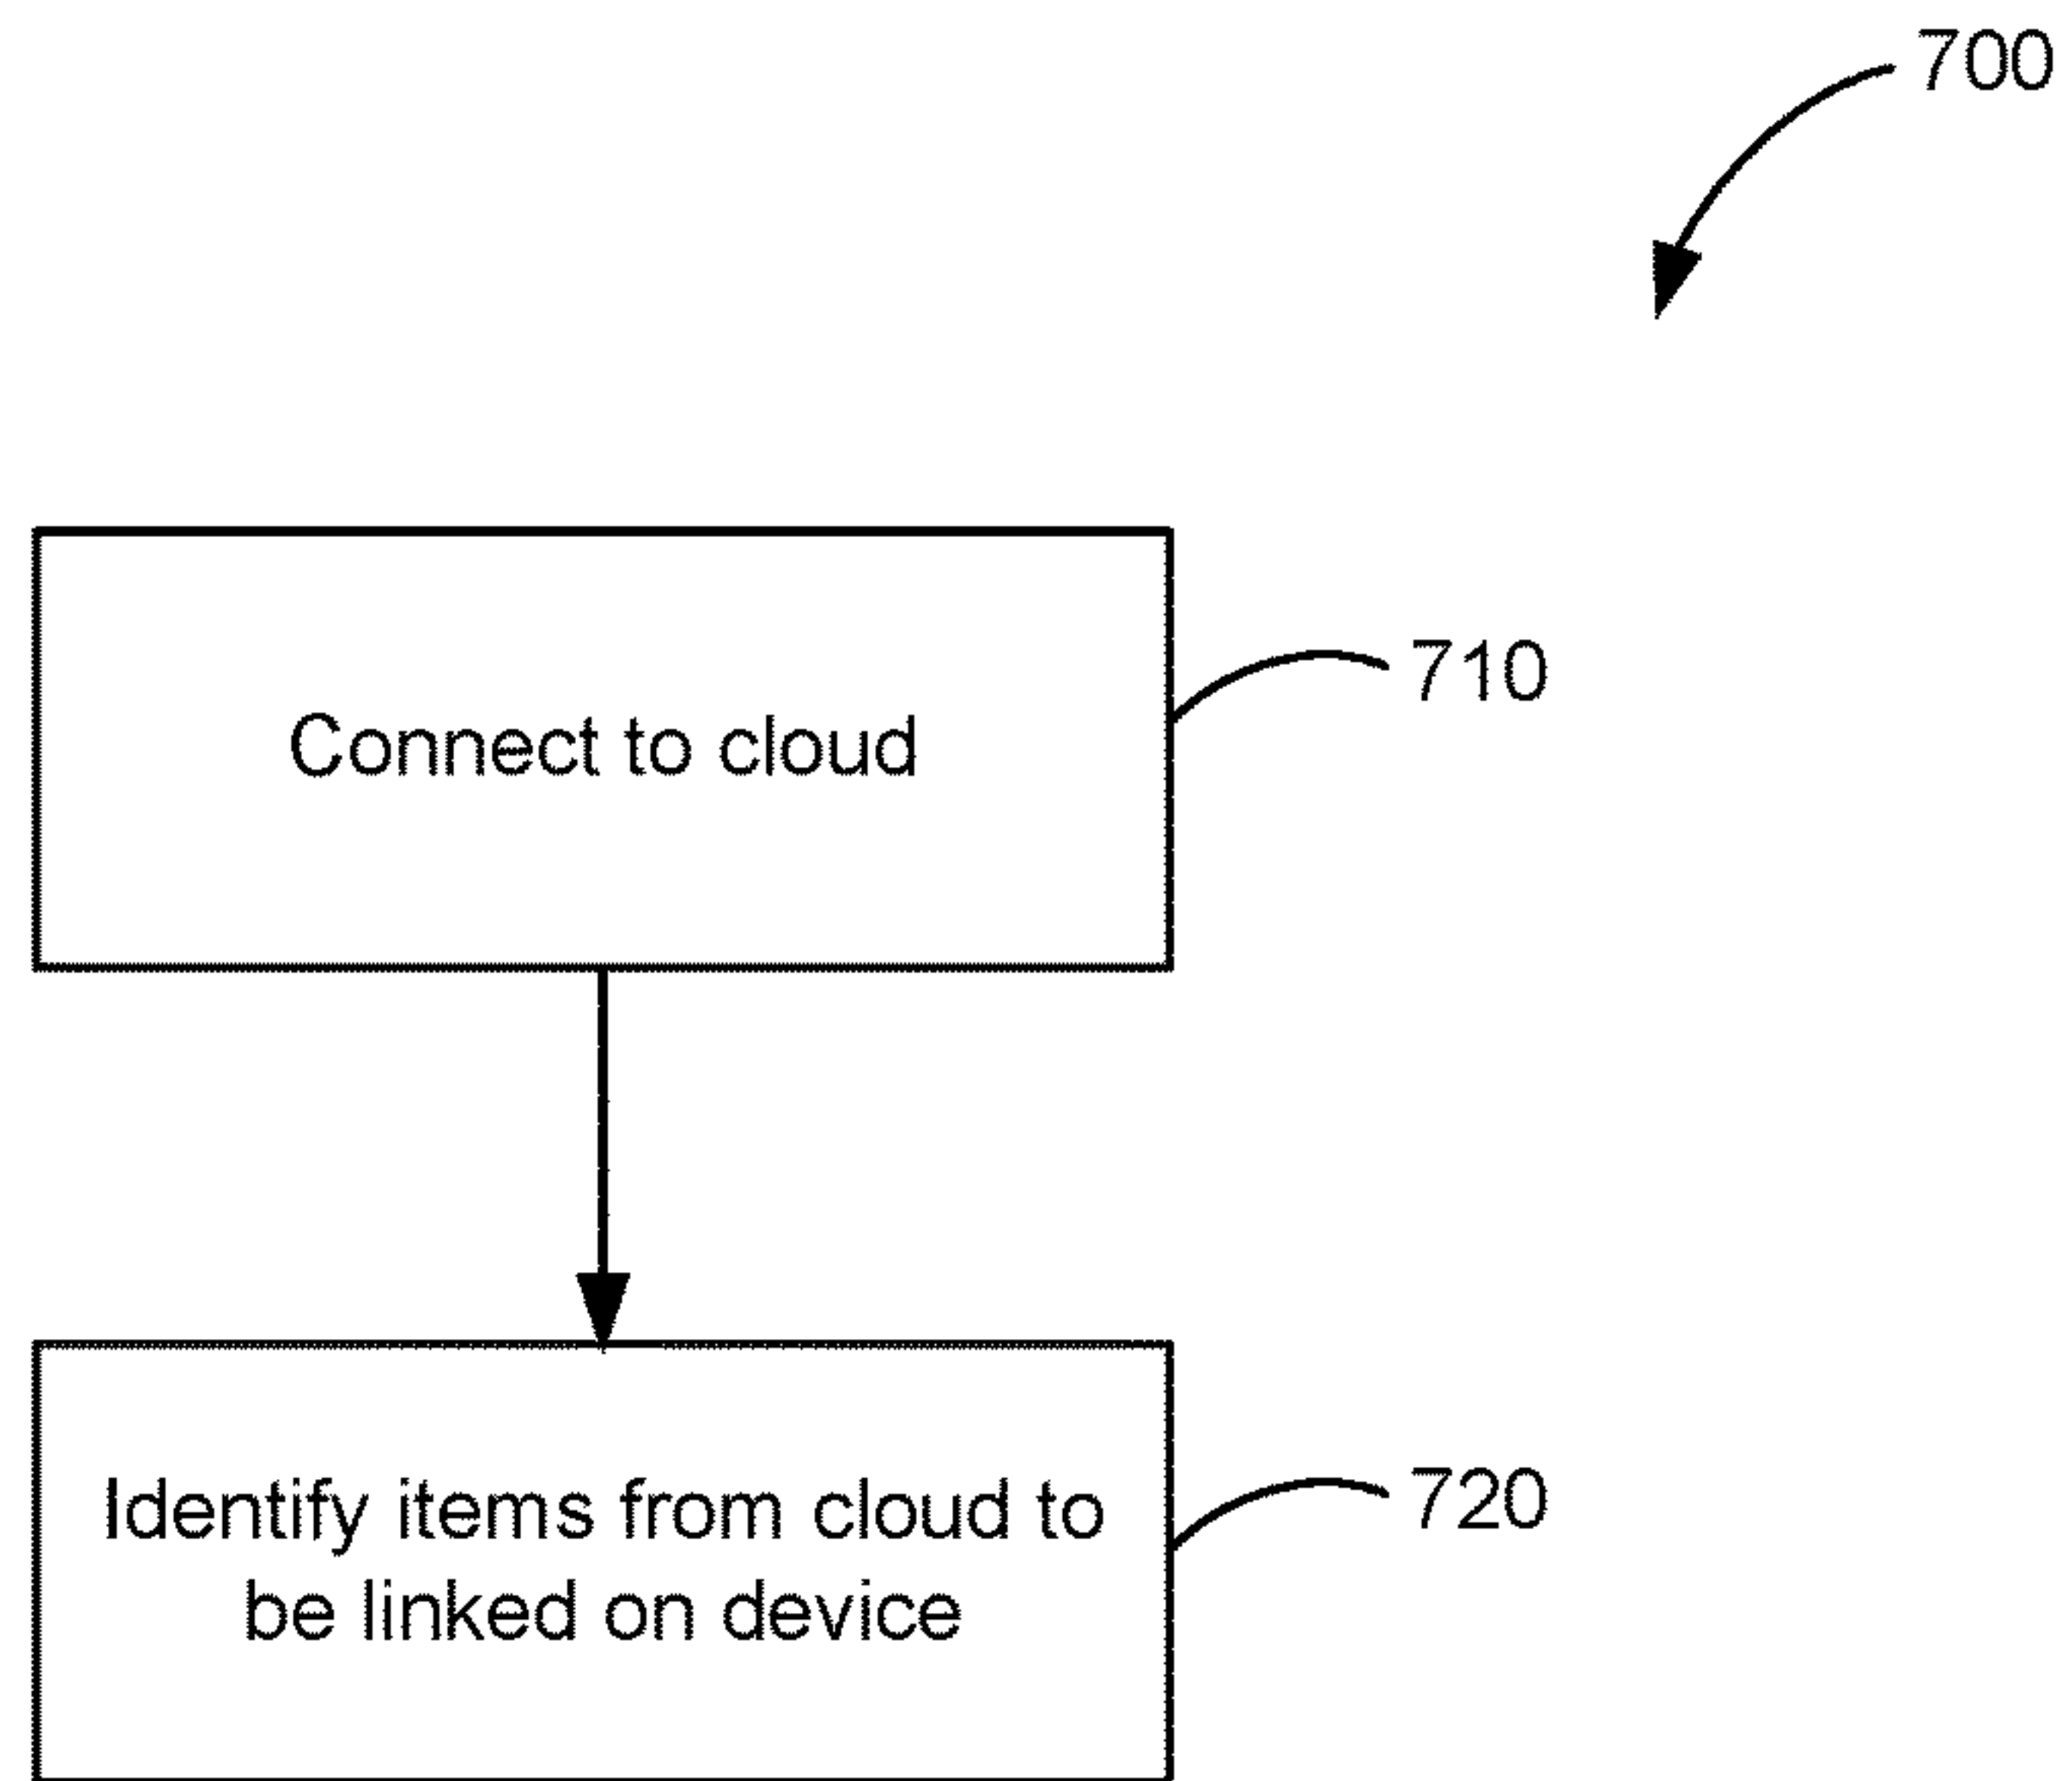 700
Connect to cloud
710
Identify items from cloud to
be linked on device
720